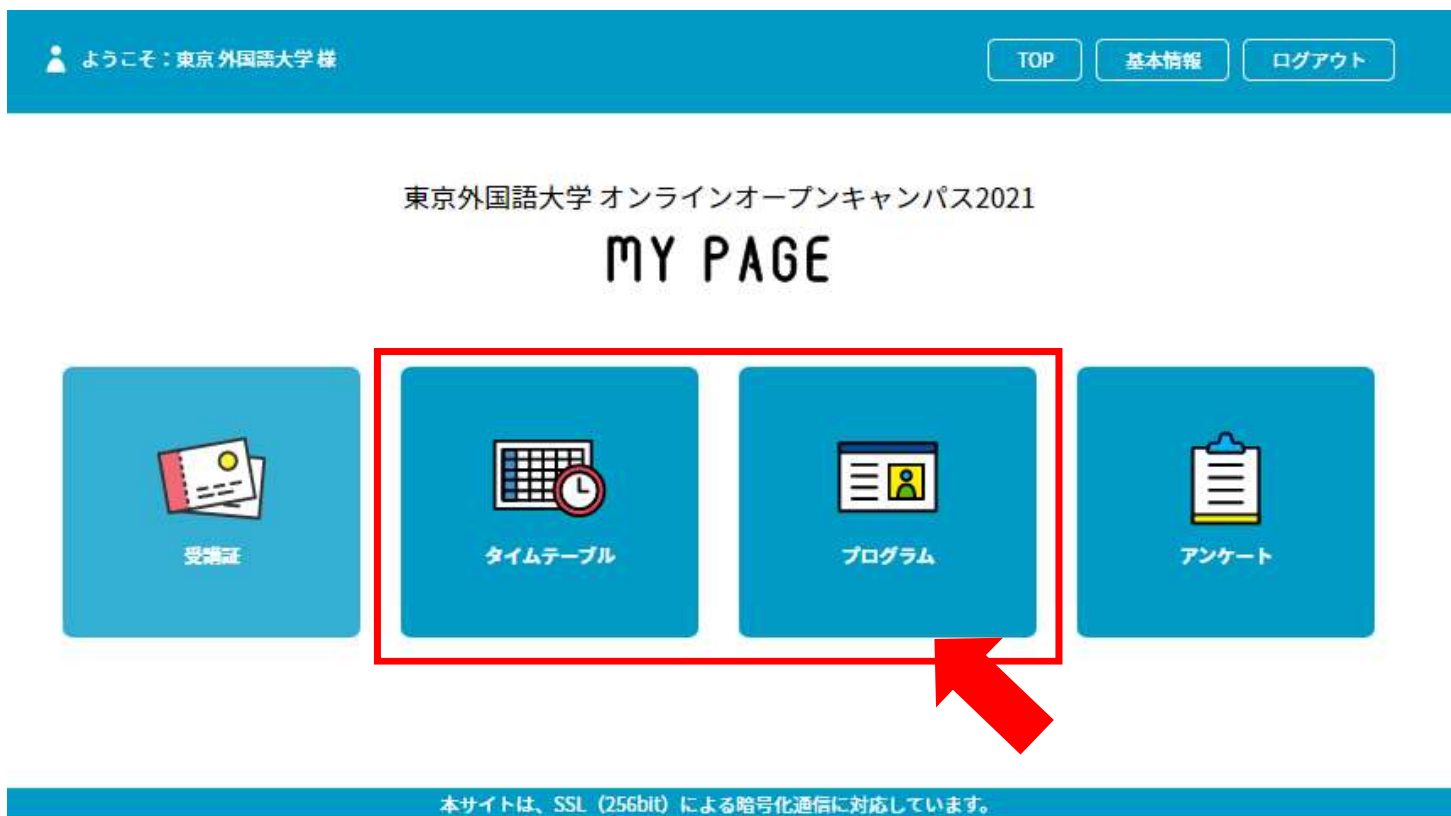 ようこそ：東京 外国語大学 様
TOP
基本情報
ログアウト
東京外国語大学 オンラインオープンキャンパス2021
MY PAGE
受講証
タイムテーブル
プログラム
アンケート
本サイトは、SSL（256bit）による暗号化通信に対応しています。